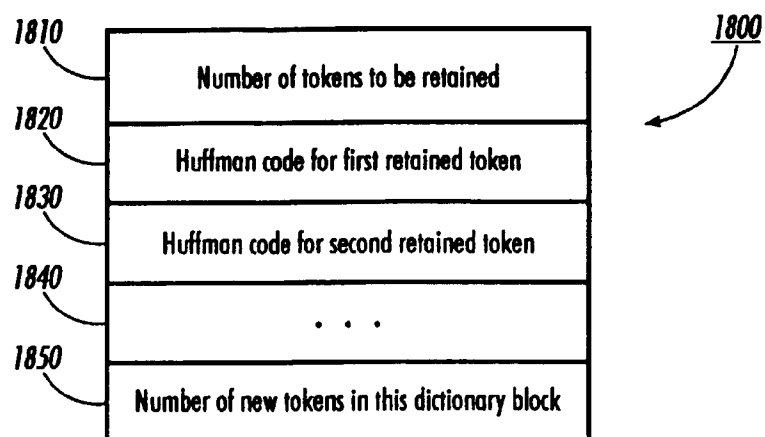 1810
1800
Number of tokens to be retained
1820
Huffman code for first retained token
1830
Huffman code for second retained token
1840
. . .
1850
Number of new tokens in this dictionary block